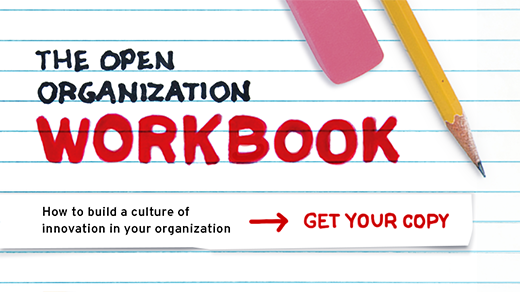 THE OPEN
ORGANIZATION
WORKBOOK
How to build a culture of
innovation in your organization
GET YOUR COPY